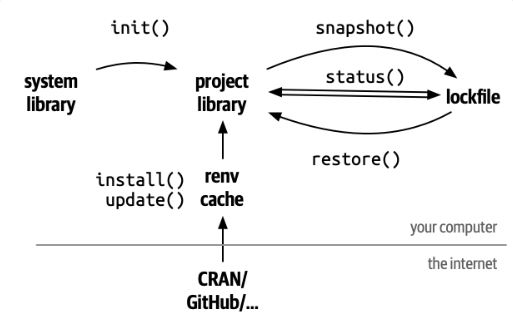 init()
snapshot()
system
library
project
library
status()
lockfile
restore()
install()
update()
renv
cache
your computer
the internet
CRAN/
GitHub/...